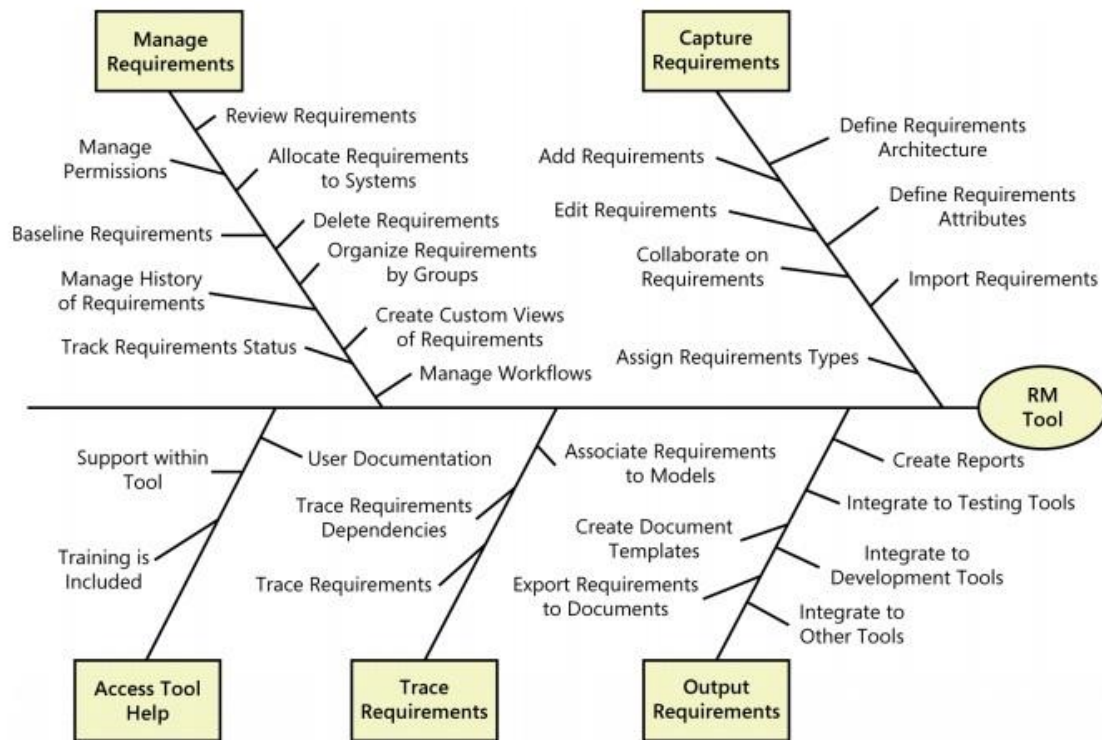 Manage
Requirements
Capture
Requirements
Review Requirements
Manage
Permissions
Allocate Requirements
to Systems
Baseline Requirements
Delete Requirements
Organize Requirements
by Groups
Manage History
of Requirements
Create Custom Views
of Requirements
Track Requirements Status
Manage Workflows
Define Requirements
Architecture
Add Requirements
Edit Requirements
Define Requirements
Attributes
Collaborate on
Requirements
Import Requirements
Assign Requirements Types
RM
Tool
Support within
Tool
User Documentation
Training is
Included
Associate Requirements
to Models
Trace Requirements
Dependencies
Trace Requirements
Create Reports
Integrate to Testing Tools
Create Document
Templates
Integrate to
Development Tools
Export Requirements
to Documents
Integrate to
Other Tools
Access Tool
Help
Trace
Requirements
Output
Requirements